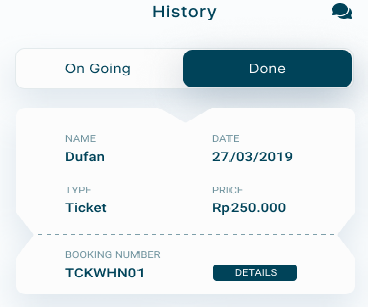 History
On Going Done
NAME DATE
Dufan 27/03/2019
TYPE PRICE
Ticket Rp250.000
BOOKING NUMBER
TCKWHN01 DETAILS